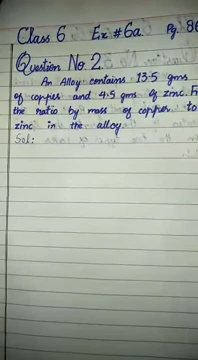 Class 6 Ex #6a Pg. 86
Question No 2.
An Alloy contains 13.5 gms
of copper and 4.5 gms of zinc. F
the ratio by mass of copper to
zinc in the alloy.
Sol: